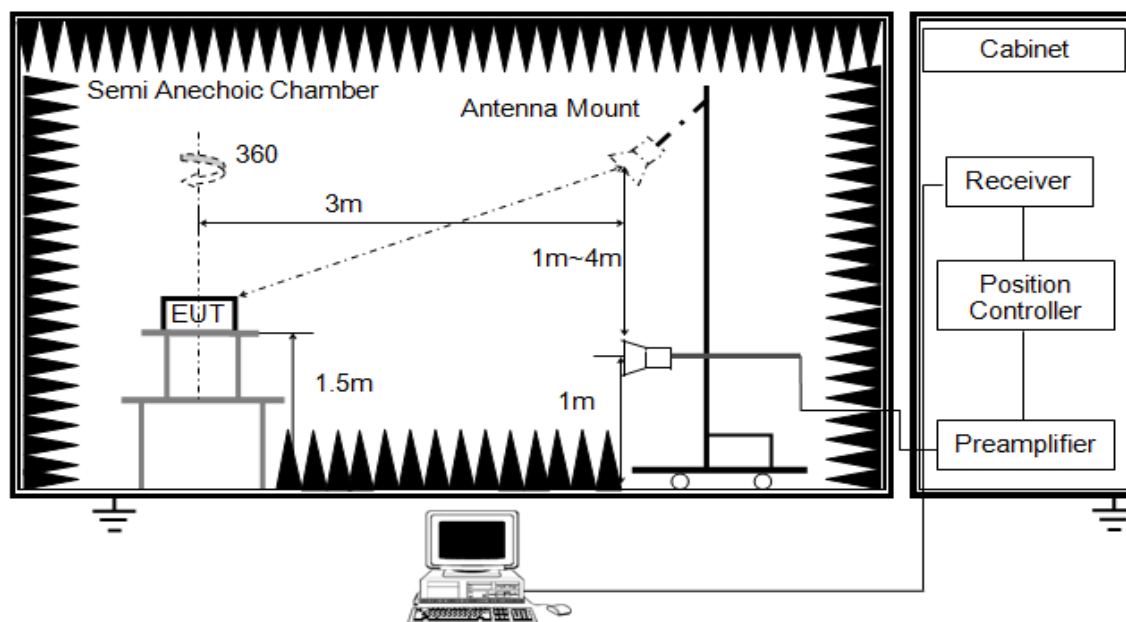 Cabinet
Semi Anechoic Chamber
Antenna Mount
360
Receiver
3m
1m~4m
Position
Controller
EUT
1.5m
1m
Preamplifier